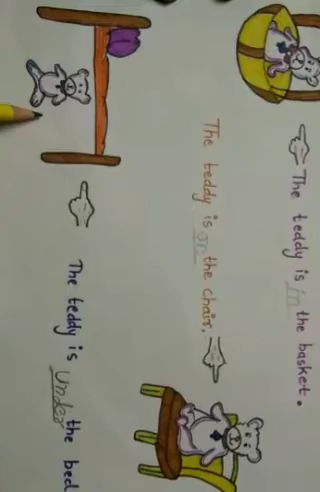 The teddy is in the basket.
The teddy is on the chair.
The teddy is under the bed